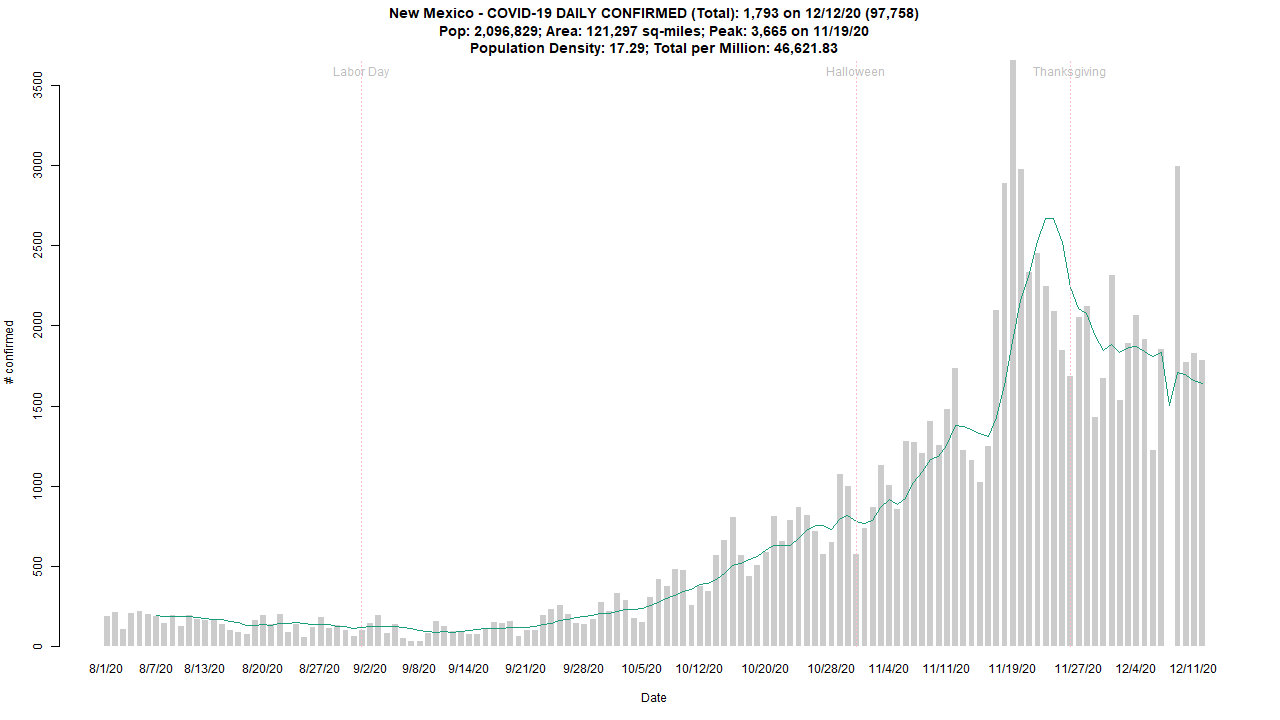 New Mexico - COVID-19 DAILY CONFIRMED (Total): 1,793 on 12/12/20 (97,758)
Pop: 2,096,829; Area: 121,297 sq-miles; Peak: 3,665 on 11/19/20
Population Density: 17.29; Total per Million: 46,621.83
Labor Day Halloween Thanksgiving
3500
3000
2500
2000
1500
1000
500
0
# confirmed
8/1/20 8/7/20 8/13/20 8/20/20 8/27/20 9/2/20 9/8/20 9/14/20 9/21/20 9/28/20 10/5/20 10/12/20 10/20/20 10/28/20 11/4/20 11/11/20 11/19/20 11/27/20 12/4/20 12/11/20
Date